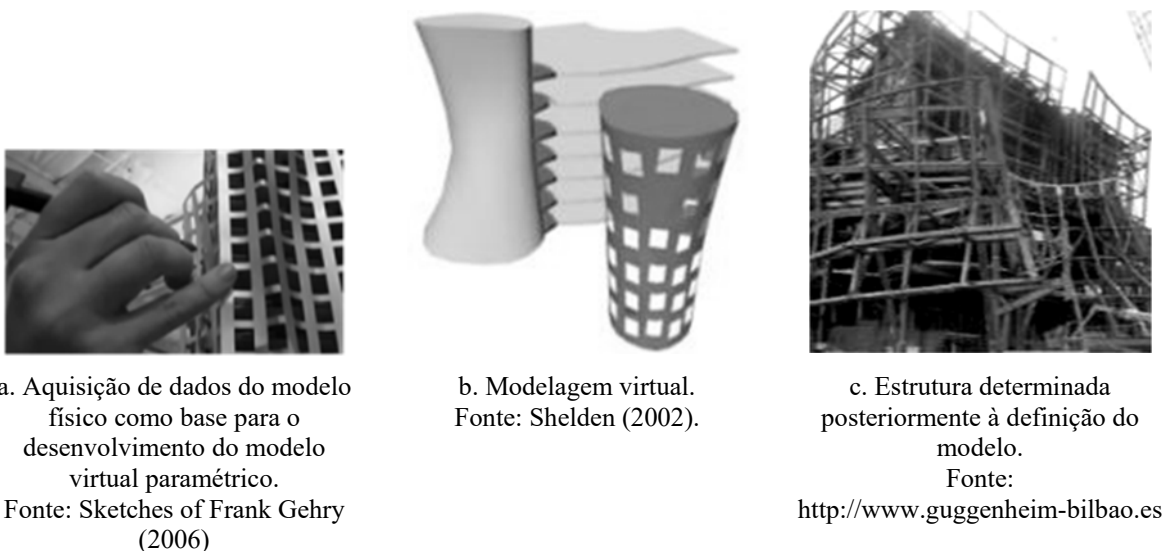 a. Aquisição de dados do modelo
físico como base para o
desenvolvimento do modelo
virtual paramétrico.
Fonte: Sketches of Frank Gehry
(2006)
b. Modelagem virtual.
Fonte: Shelden (2002).
c. Estrutura determinada
posteriormente à definição do
modelo.
Fonte:
http://www.guggenheim-bilbao.es